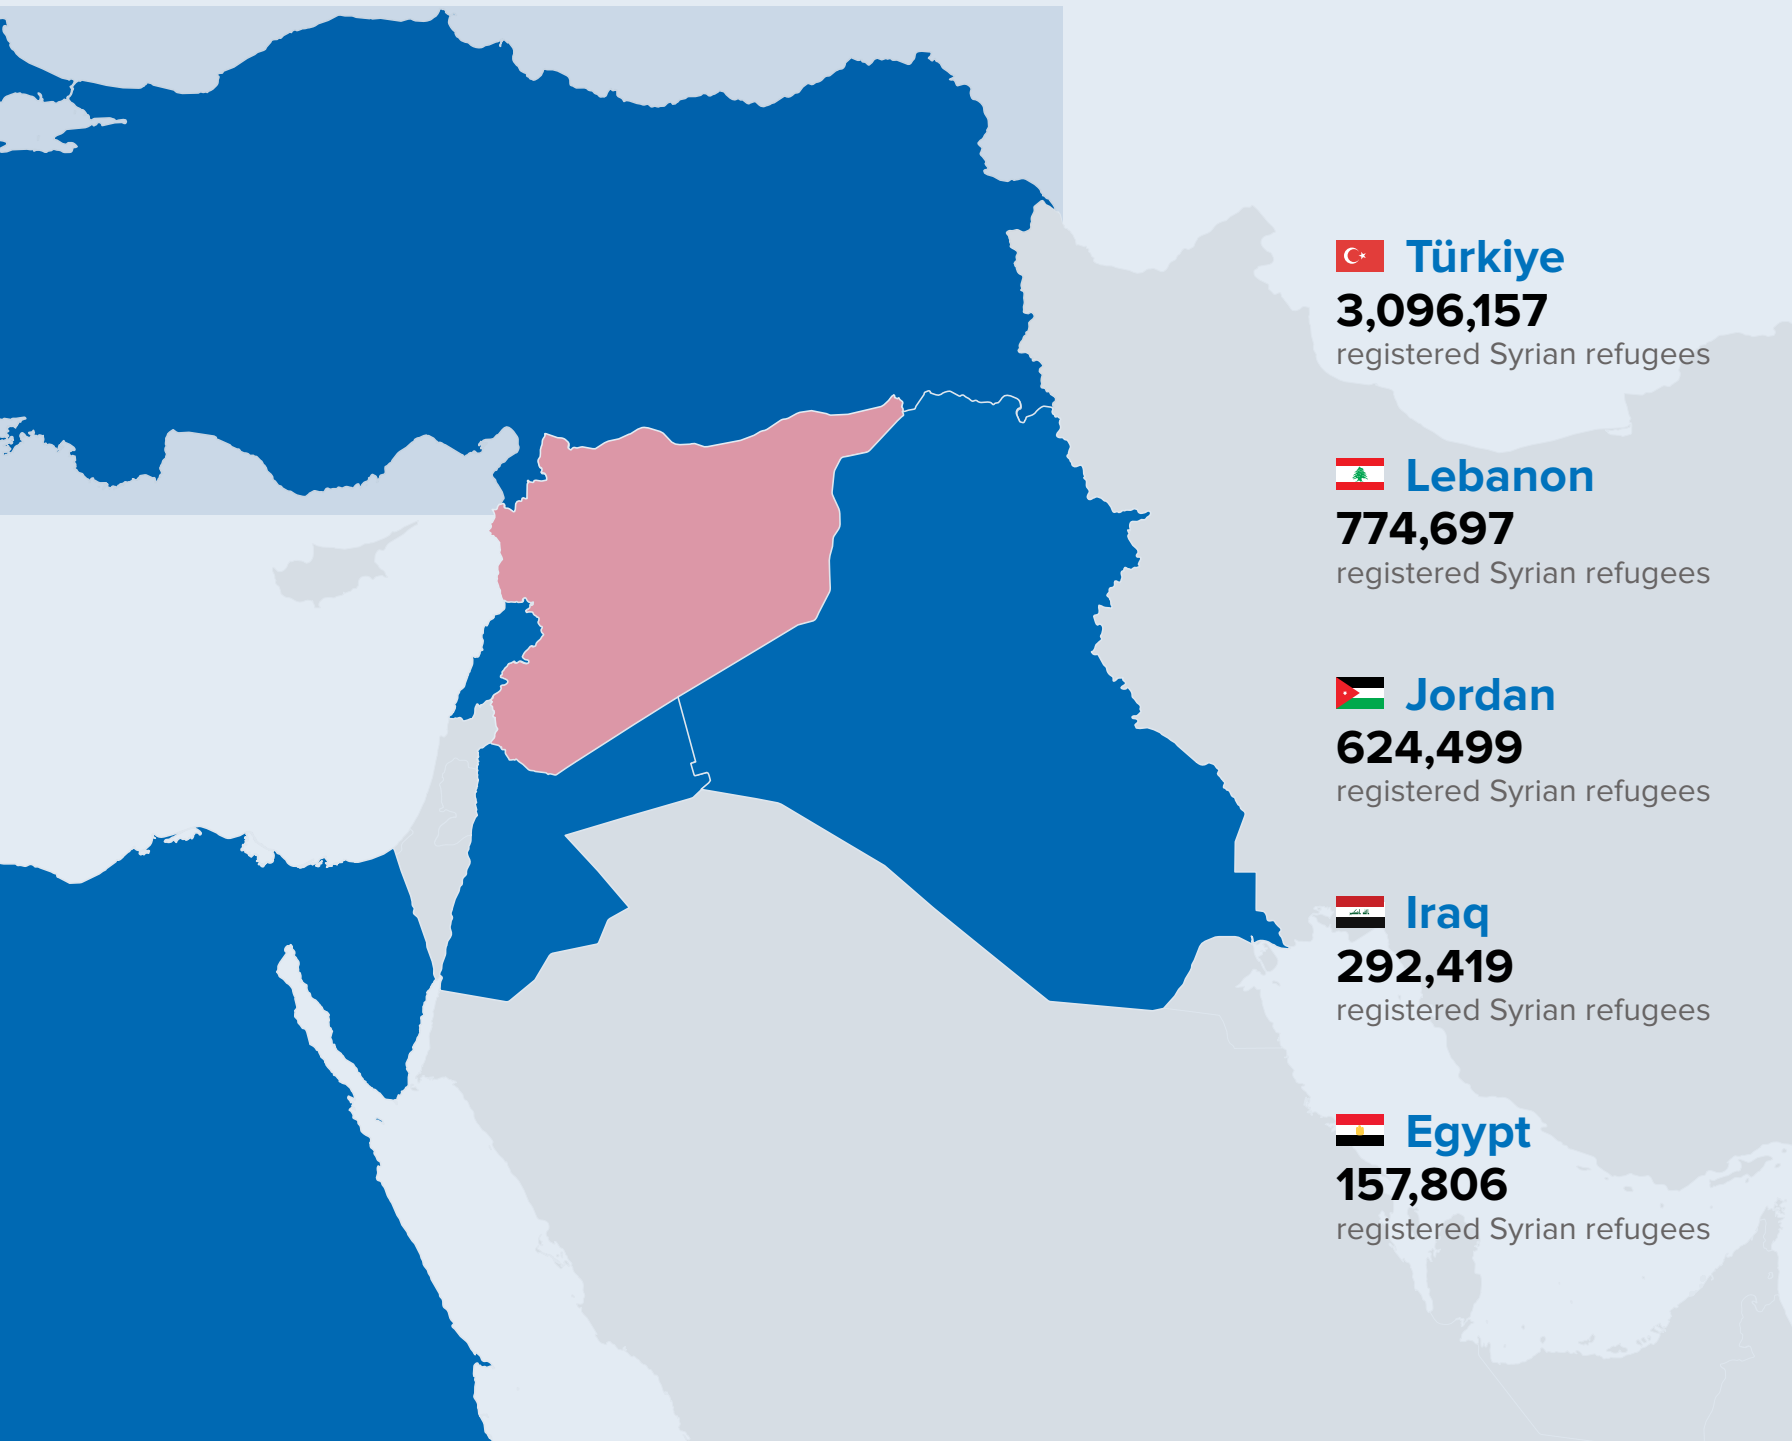 Türkiye
3,096,157
registered Syrian refugees
Lebanon
774,697
registered Syrian refugees
Jordan
624,499
registered Syrian refugees
Iraq
292,419
registered Syrian refugees
Egypt
157,806
registered Syrian refugees